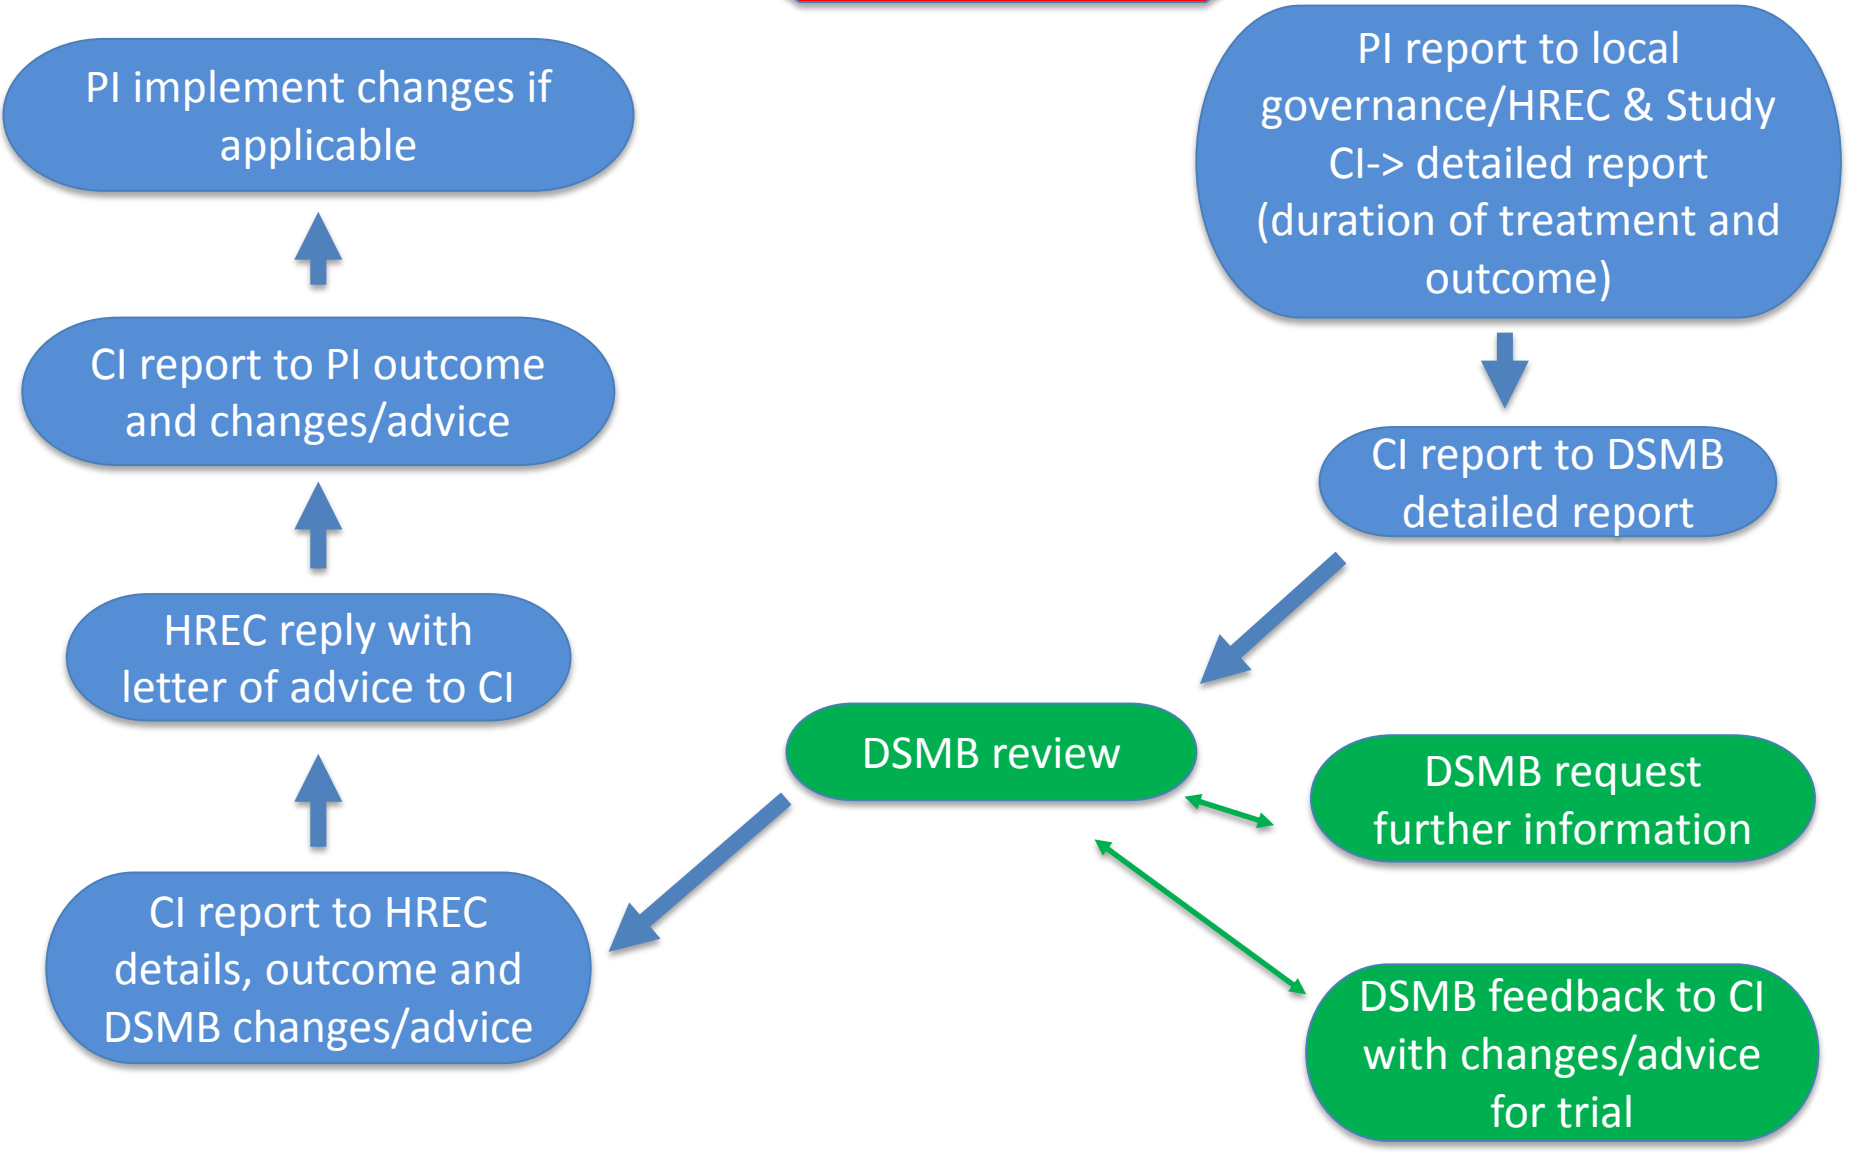 PI implement changes if
applicable
PI report to local
governance/HREC & Study
CI-> detailed report
(duration of treatment and
outcome)
CI report to PI outcome
and changes/advice
CI report to DSMB
detailed report
HREC reply with
letter of advice to CI
DSMB review
DSMB request
further information
CI report to HREC
details, outcome and
DSMB changes/advice
DSMB feedback to CI
with changes/advice
for trial